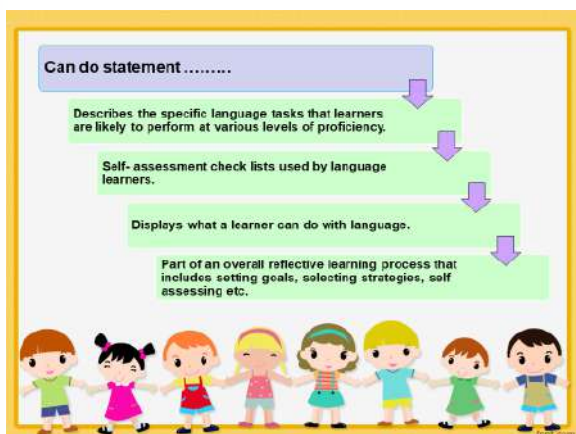 Can do statement ………
Describes the specific language tasks that learners
are likely to perform at various levels of proficiency.
Self- assessment check lists used by language
learners.
Displays what a learner can do with language.
Part of an overall reflective learning process that
includes setting goals, selecting strategies, self
assessing etc.